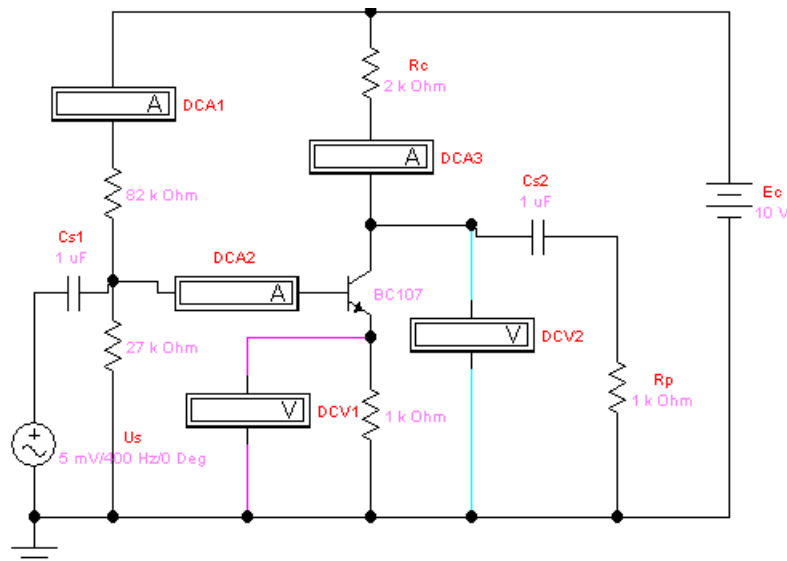 Rc
2 k Ohm
A
DCA1
A
DCA3
82 k Ohm
Cs2
1 uF
Ec
10 V
Cs1
1 uF
DCA2
A
BC107
27 k Ohm
V
DCV2
V
DCV1
1 k Ohm
Rp
1 k Ohm
Us
5 mV/400 Hz/0 Deg